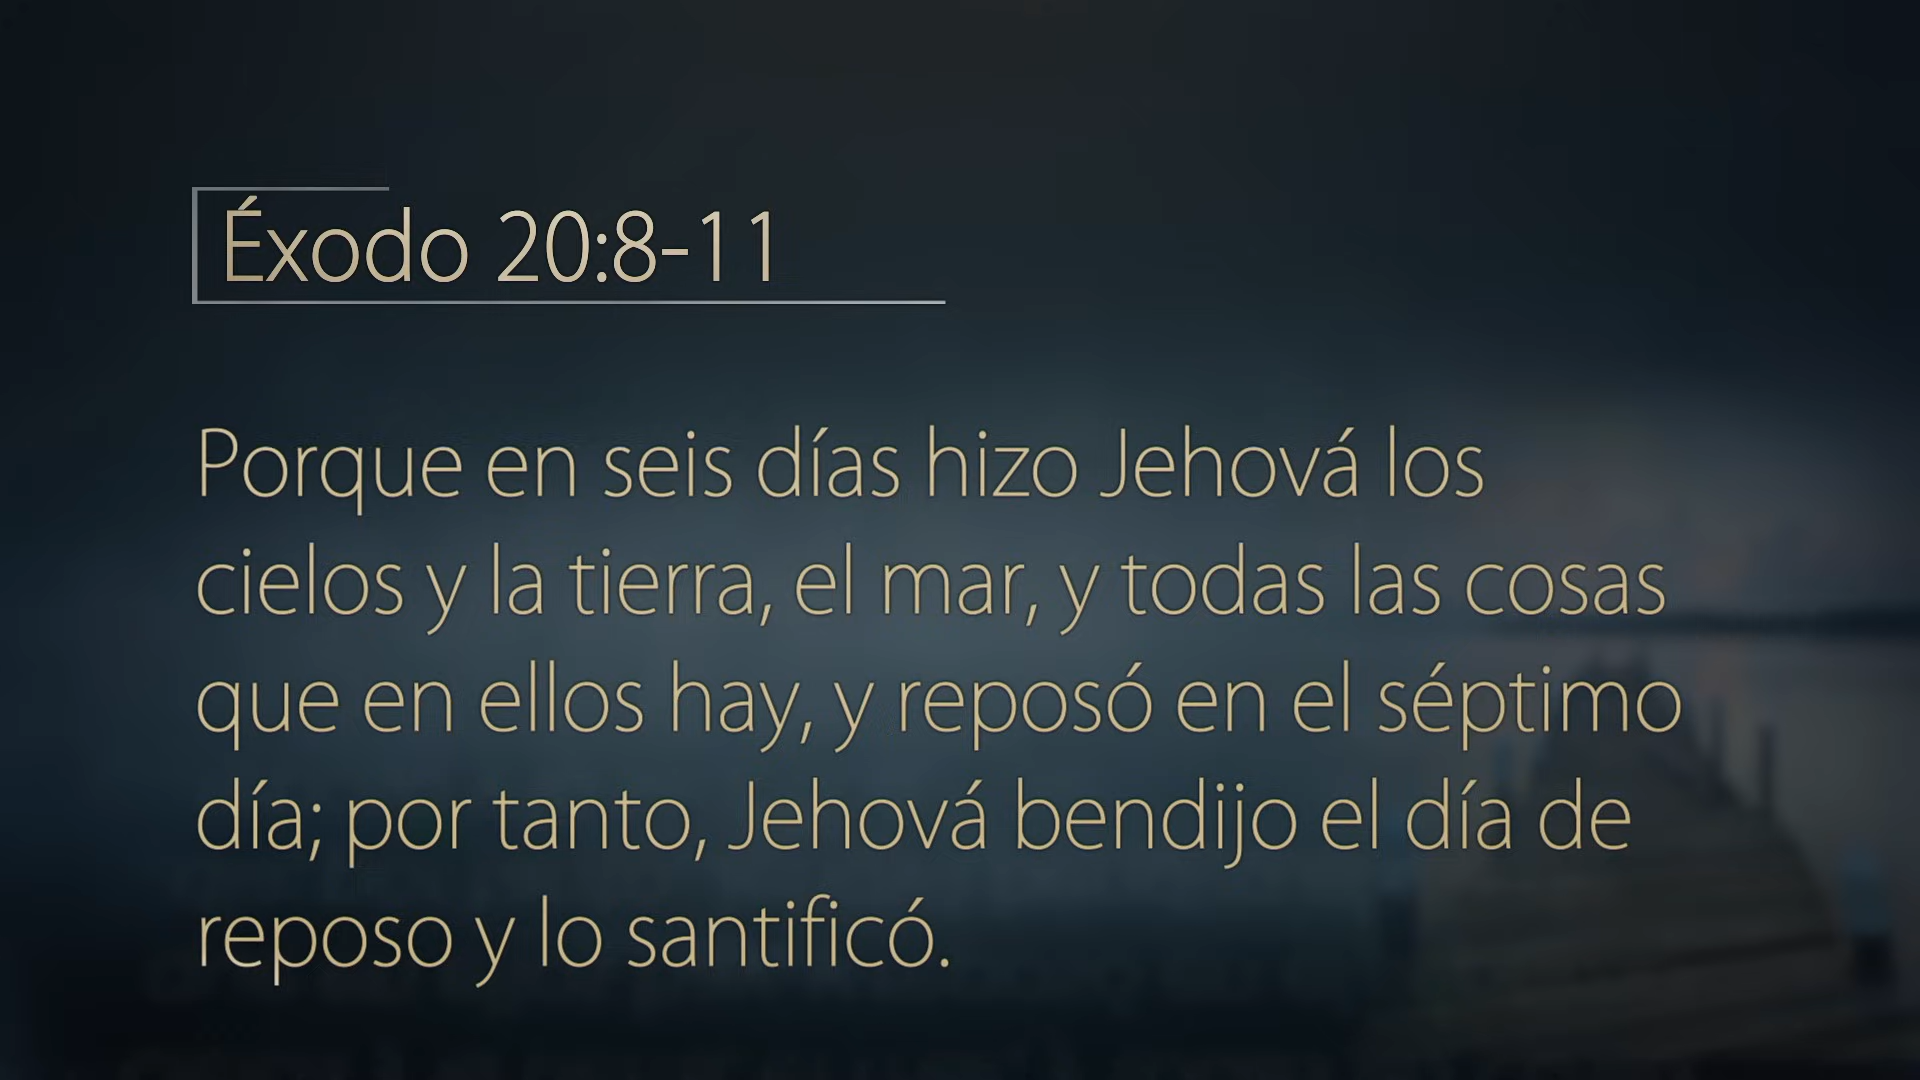 Éxodo 20:8-11
Porque en seis días hizo Jehová los
cielos y la tierra, el mar, y todas las cosas
que en ellos hay, y reposó en el séptimo
día; por tanto, Jehová bendijo el día de
reposo y lo santificó.